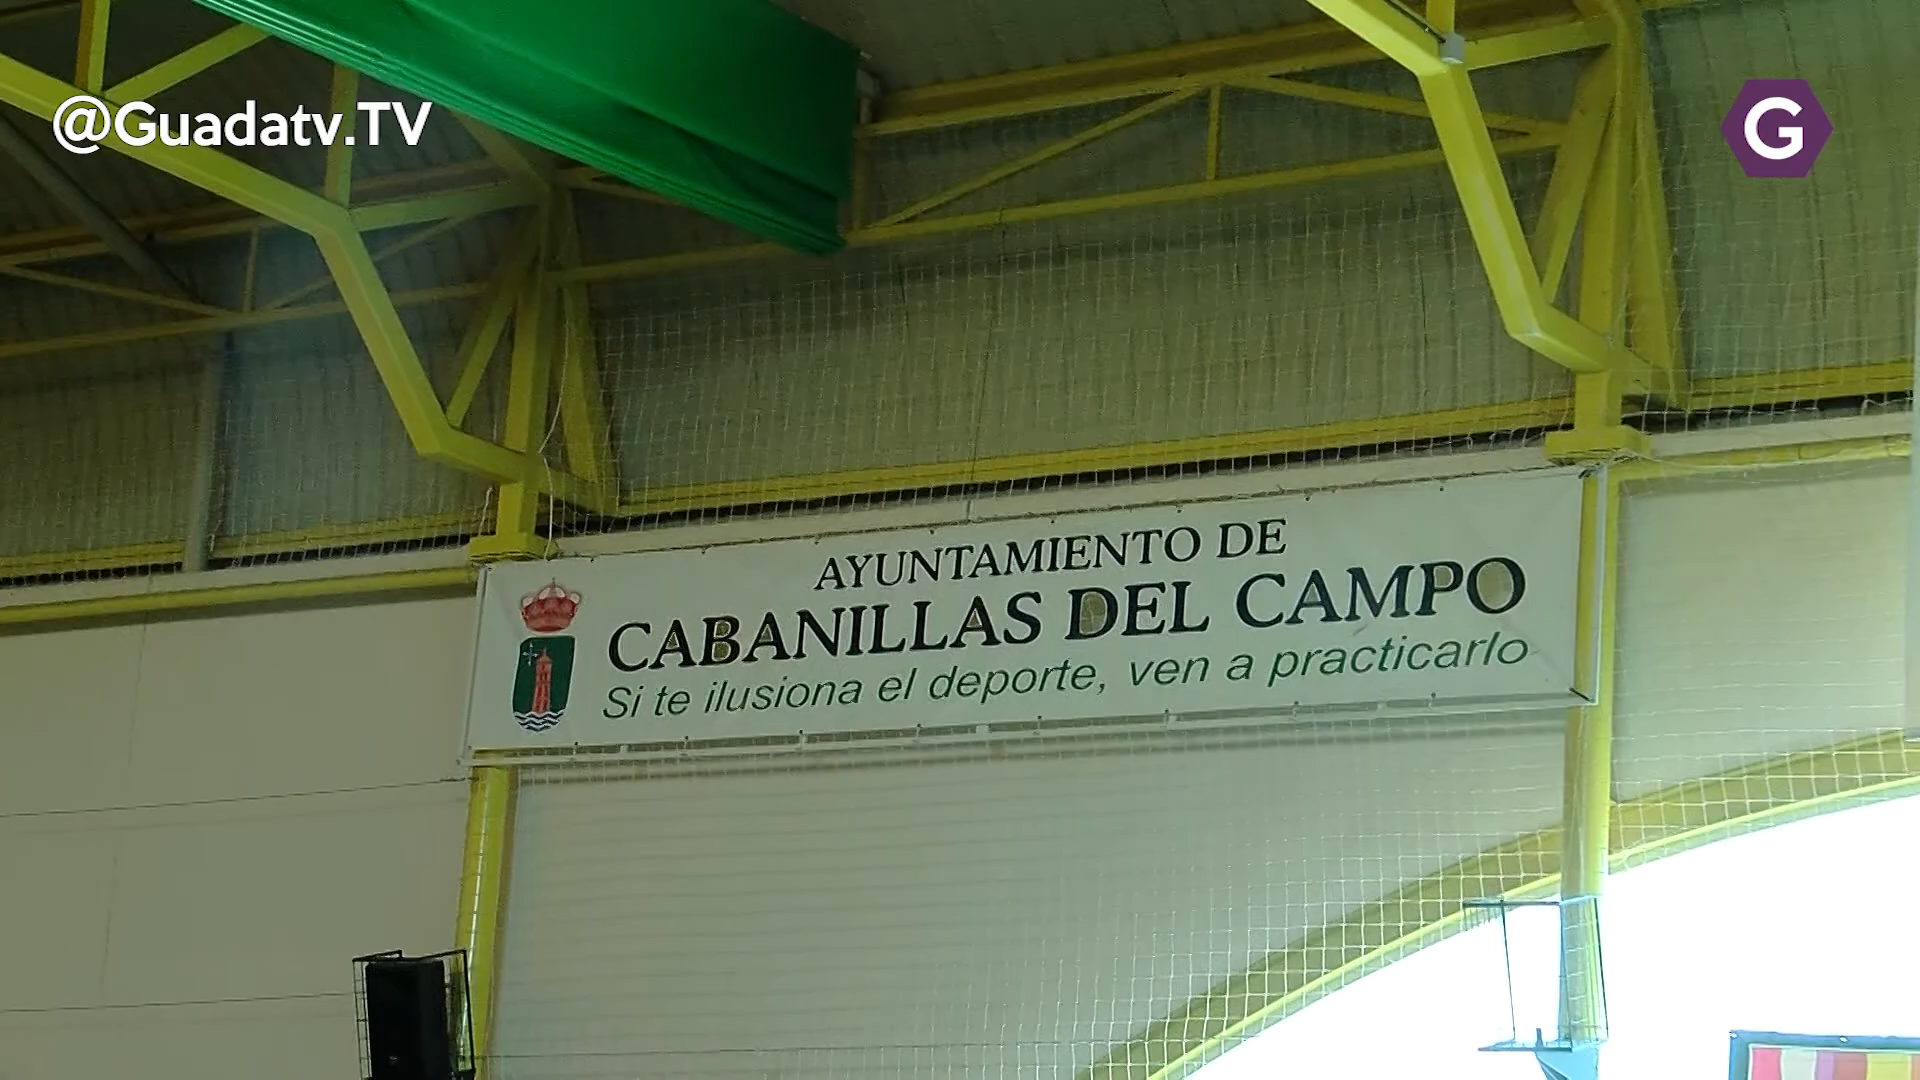 @Guadatv.TV
G
AYUNTAMIENTO DE
CABANILLAS DEL CAMPO
Si te ilusiona el deporte, ven a practicarlo